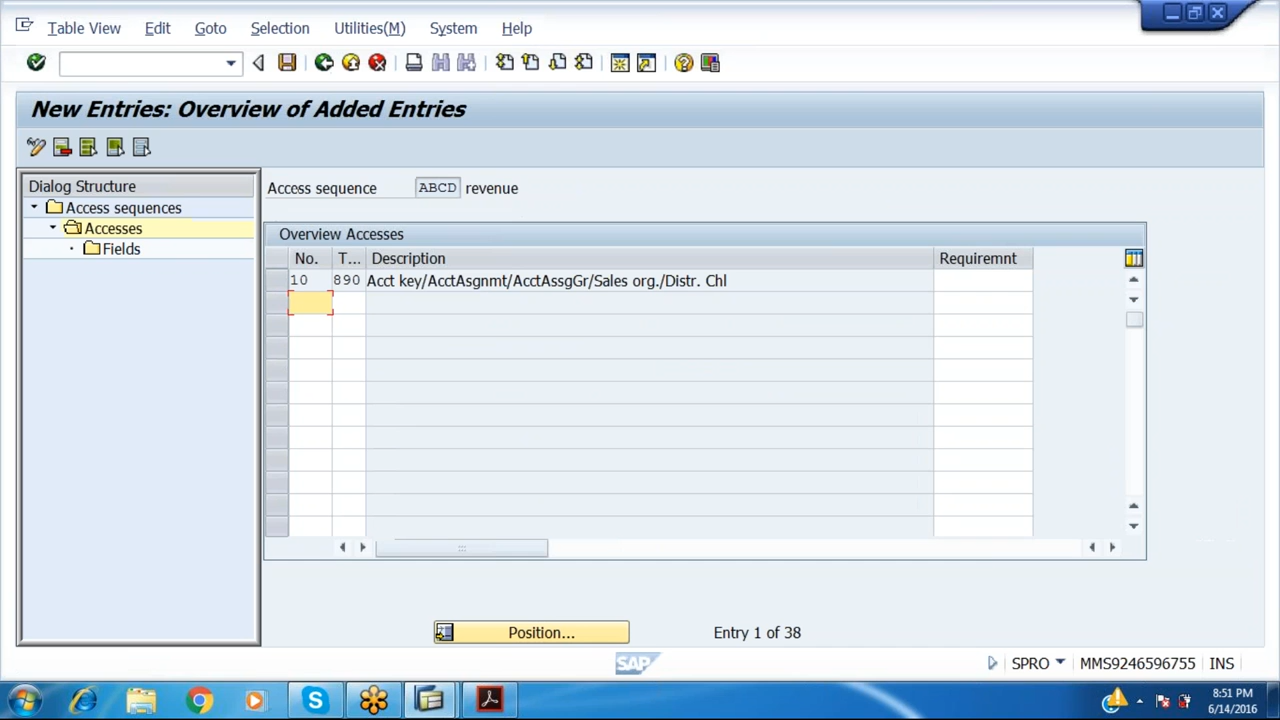 Table View Edit Goto Selection Utilities(M) System Help
New Entries: Overview of Added Entries
Dialog Structure
Access sequences
Accesses
Fields
Access sequence ABCD revenue
Overview Accesses
No. T... Description Requiremnt
10 890 Acct key/AcctAsgnmt/AcctAssgGr/Sales org./Distr. Chl
Position... Entry 1 of 38
SAP SPRO MMS9246596755 INS
8:51 PM
6/14/2016